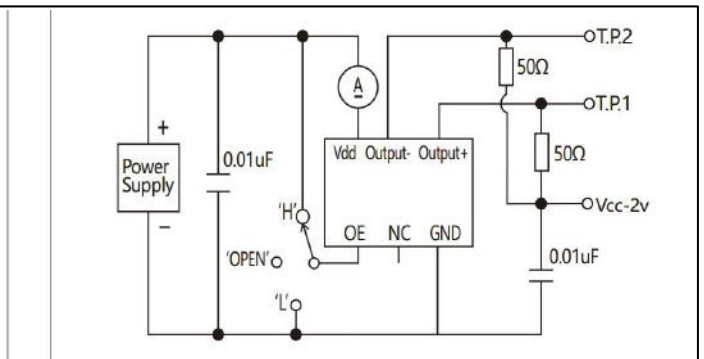 T.P.2
50Ω
A
T.P.1
+
Vdd Output- Output+
50Ω
Power
Supply
0.01uF
'H'
Vcc-2v
-
OE NC GND
'OPEN'
0.01uF
'L'